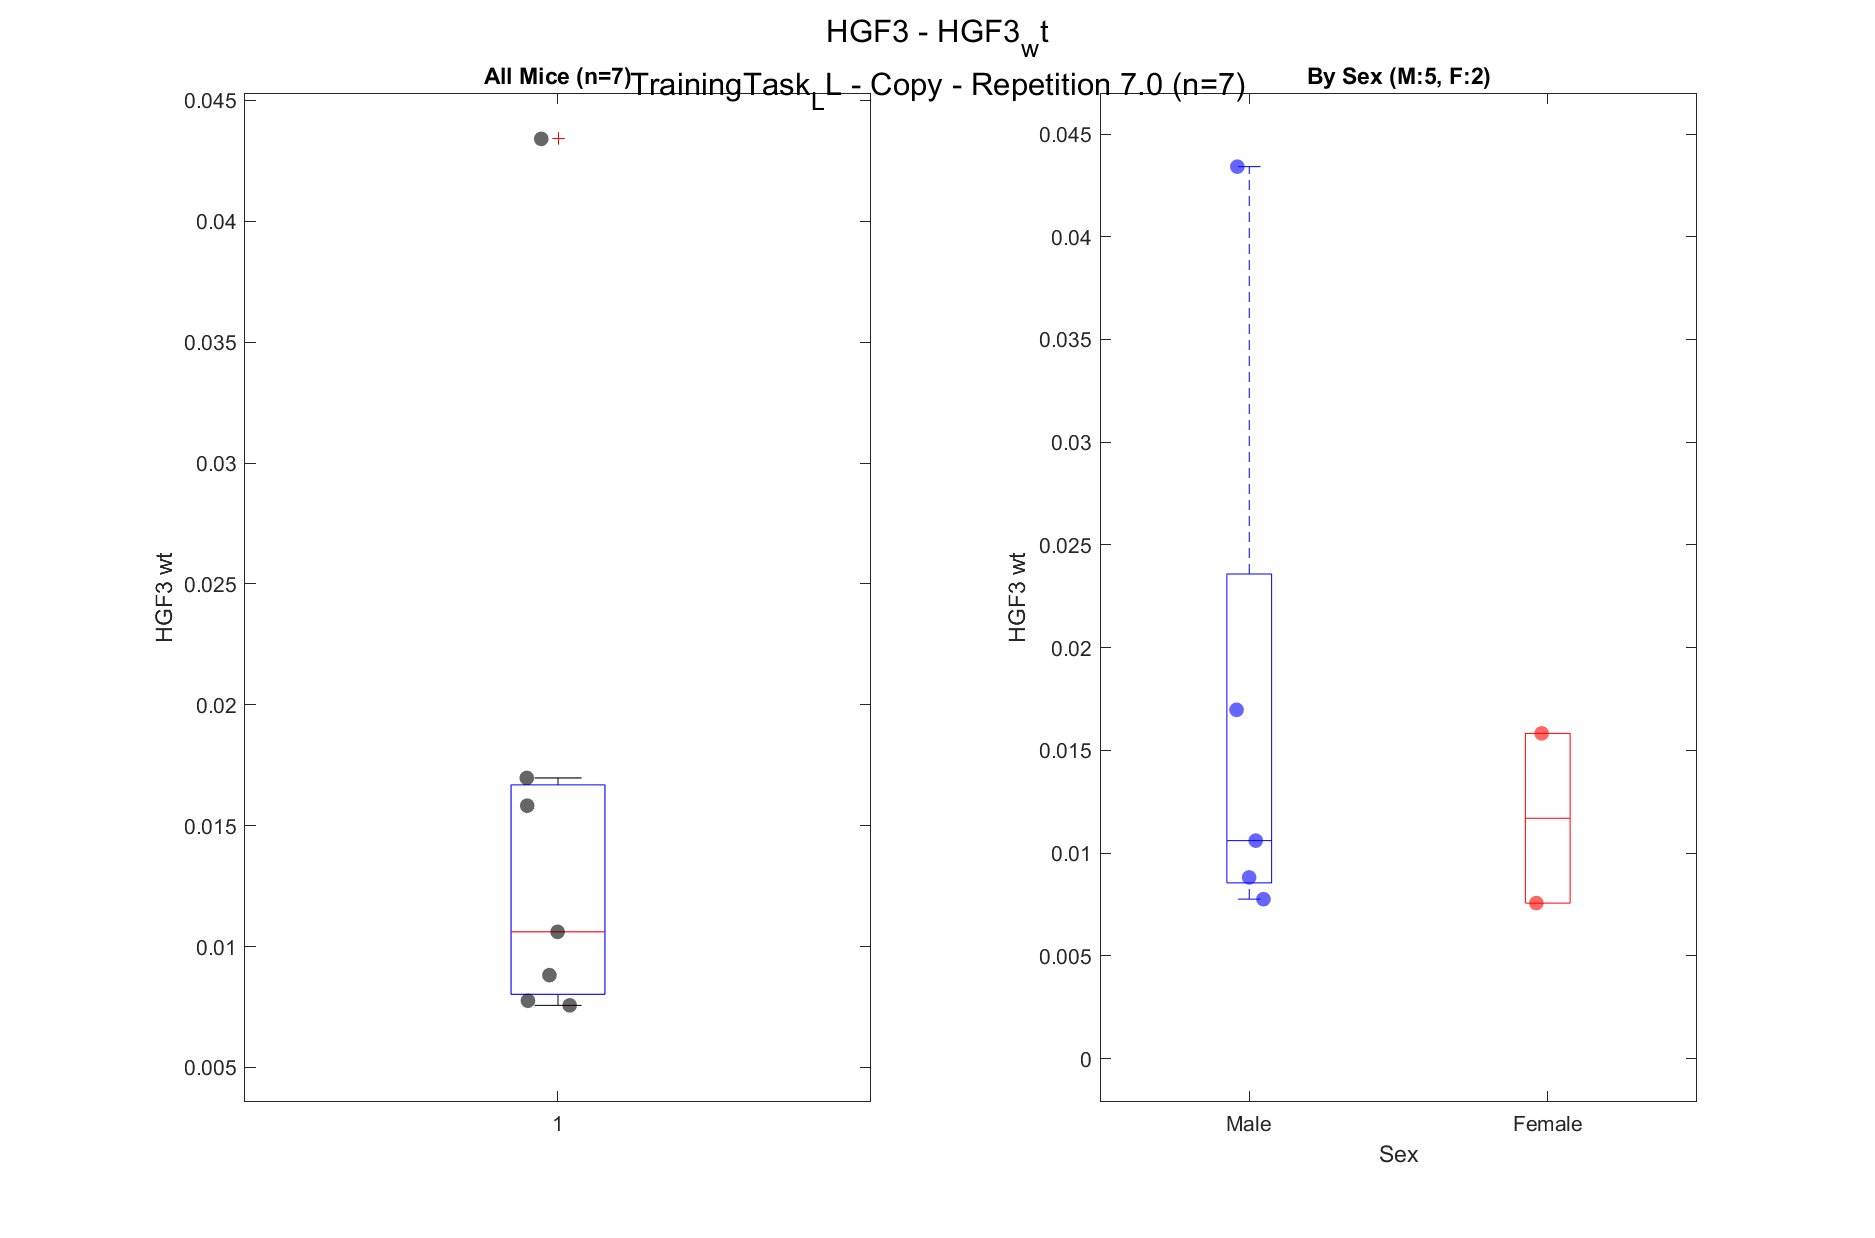 HGF3 - HGF3_wt
TrainingTask_LL - Copy - Repetition 7.0 (n=7)
All Mice (n=7)
0.045
0.04
0.035
0.03
0.025
0.02
0.015
0.01
0.005
HGF3 wt
1
By Sex (M:5, F:2)
0.045
0.04
0.035
0.03
0.025
0.02
0.015
0.01
0.005
0
HGF3 wt
Male Female
Sex